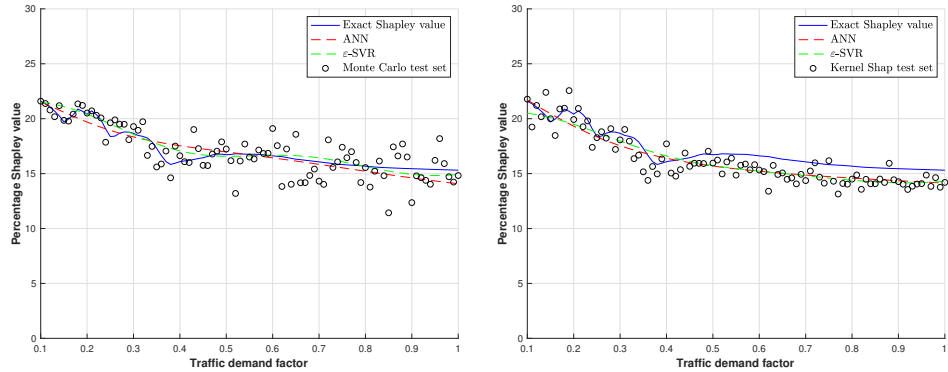 30
25
20
15
10
5
0
Percentage Shapley value
Exact Shapley value
ANN
ε-SVR
Monte Carlo test set
0.1 0.2 0.3 0.4 0.5 0.6 0.7 0.8 0.9 1
Traffic demand factor
30
25
20
15
10
5
0
Percentage Shapley value
Exact Shapley value
ANN
ε-SVR
Kernel Shap test set
0.1 0.2 0.3 0.4 0.5 0.6 0.7 0.8 0.9 1
Traffic demand factor